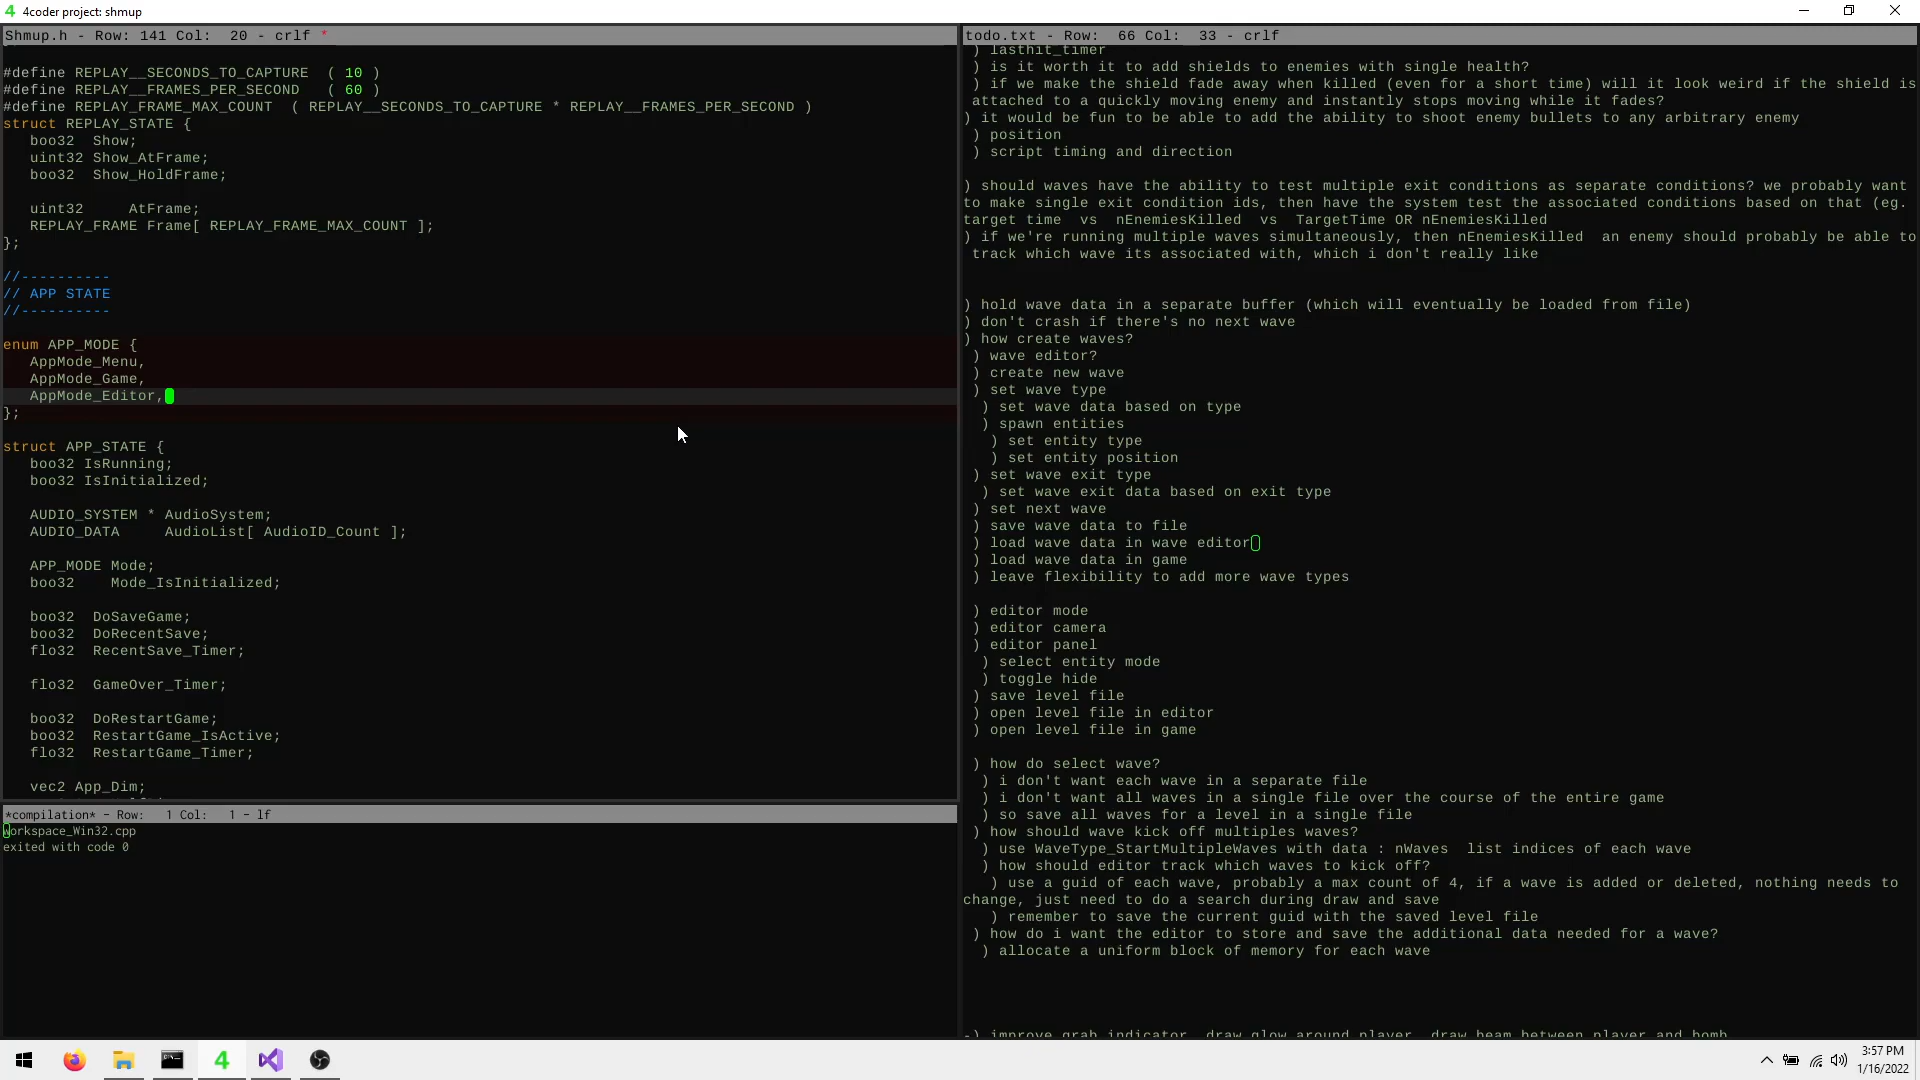 4 4coder project: shmup
Shmup.h - Row: 141 Col:  20 - crlf *
#define REPLAY__SECONDS_TO_CAPTURE  ( 10 )
#define REPLAY__FRAMES_PER_SECOND   ( 60 )
#define REPLAY_FRAME_MAX_COUNT  ( REPLAY__SECONDS_TO_CAPTURE * REPLAY__FRAMES_PER_SECOND )
struct REPLAY_STATE {
boo32  Show;
uint32 Show_AtFrame;
boo32  Show_HoldFrame;
uint32     AtFrame;
REPLAY_FRAME Frame[ REPLAY_FRAME_MAX_COUNT ];
};
//----------
// APP STATE
//----------
enum APP_MODE {
AppMode_Menu,
AppMode_Game,
AppMode_Editor,
};
struct APP_STATE {
boo32 IsRunning;
boo32 IsInitialized;
AUDIO_SYSTEM * AudioSystem;
AUDIO_DATA     AudioList[ AudioID_Count ];
APP_MODE Mode;
boo32    Mode_IsInitialized;
boo32  DoSaveGame;
boo32  DoRecentSave;
flo32  RecentSave_Timer;
flo32  GameOver_Timer;
boo32  DoRestartGame;
boo32  RestartGame_IsActive;
flo32  RestartGame_Timer;
vec2 App_Dim;
*compilation* - Row:   1 Col:   1 - lf
workspace_Win32.cpp
exited with code 0
todo.txt - Row:  66 Col:  33 - crlf
) lasthit_timer
) is it worth it to add shields to enemies with single health?
) if we make the shield fade away when killed (even for a short time) will it look weird if the shield is
attached to a quickly moving enemy and instantly stops moving while it fades?
) it would be fun to be able to add the ability to shoot enemy bullets to any arbitrary enemy
) position
) script timing and direction
) should waves have the ability to test multiple exit conditions as separate conditions? we probably want
to make single exit condition ids, then have the system test the associated conditions based on that (eg.
target time  vs  nEnemiesKilled  vs  TargetTime OR nEnemiesKilled
) if we're running multiple waves simultaneously, then nEnemiesKilled  an enemy should probably be able to
track which wave its associated with, which i don't really like
) hold wave data in a separate buffer (which will eventually be loaded from file)
) don't crash if there's no next wave
) how create waves?
) wave editor?
) create new wave
) set wave type
) set wave data based on type
) spawn entities
) set entity type
) set entity position
) set wave exit type
) set wave exit data based on exit type
) set next wave
) save wave data to file
) load wave data in wave editor
) load wave data in game
) leave flexibility to add more wave types
) editor mode
) editor camera
) editor panel
) select entity mode
) toggle hide
) save level file
) open level file in editor
) open level file in game
) how do select wave?
) i don't want each wave in a separate file
) i don't want all waves in a single file over the course of the entire game
) so save all waves for a level in a single file
) how should wave kick off multiples waves?
) use WaveType_StartMultipleWaves with data : nWaves  list indices of each wave
) how should editor track which waves to kick off?
) use a guid of each wave, probably a max count of 4, if a wave is added or deleted, nothing needs to
change, just need to do a search during draw and save
) remember to save the current guid with the saved level file
) how do i want the editor to store and save the additional data needed for a wave?
) allocate a uniform block of memory for each wave
-) improve grab indicator, draw glow around player, draw beam between player and bomb
4
3:57 PM
1/16/2022